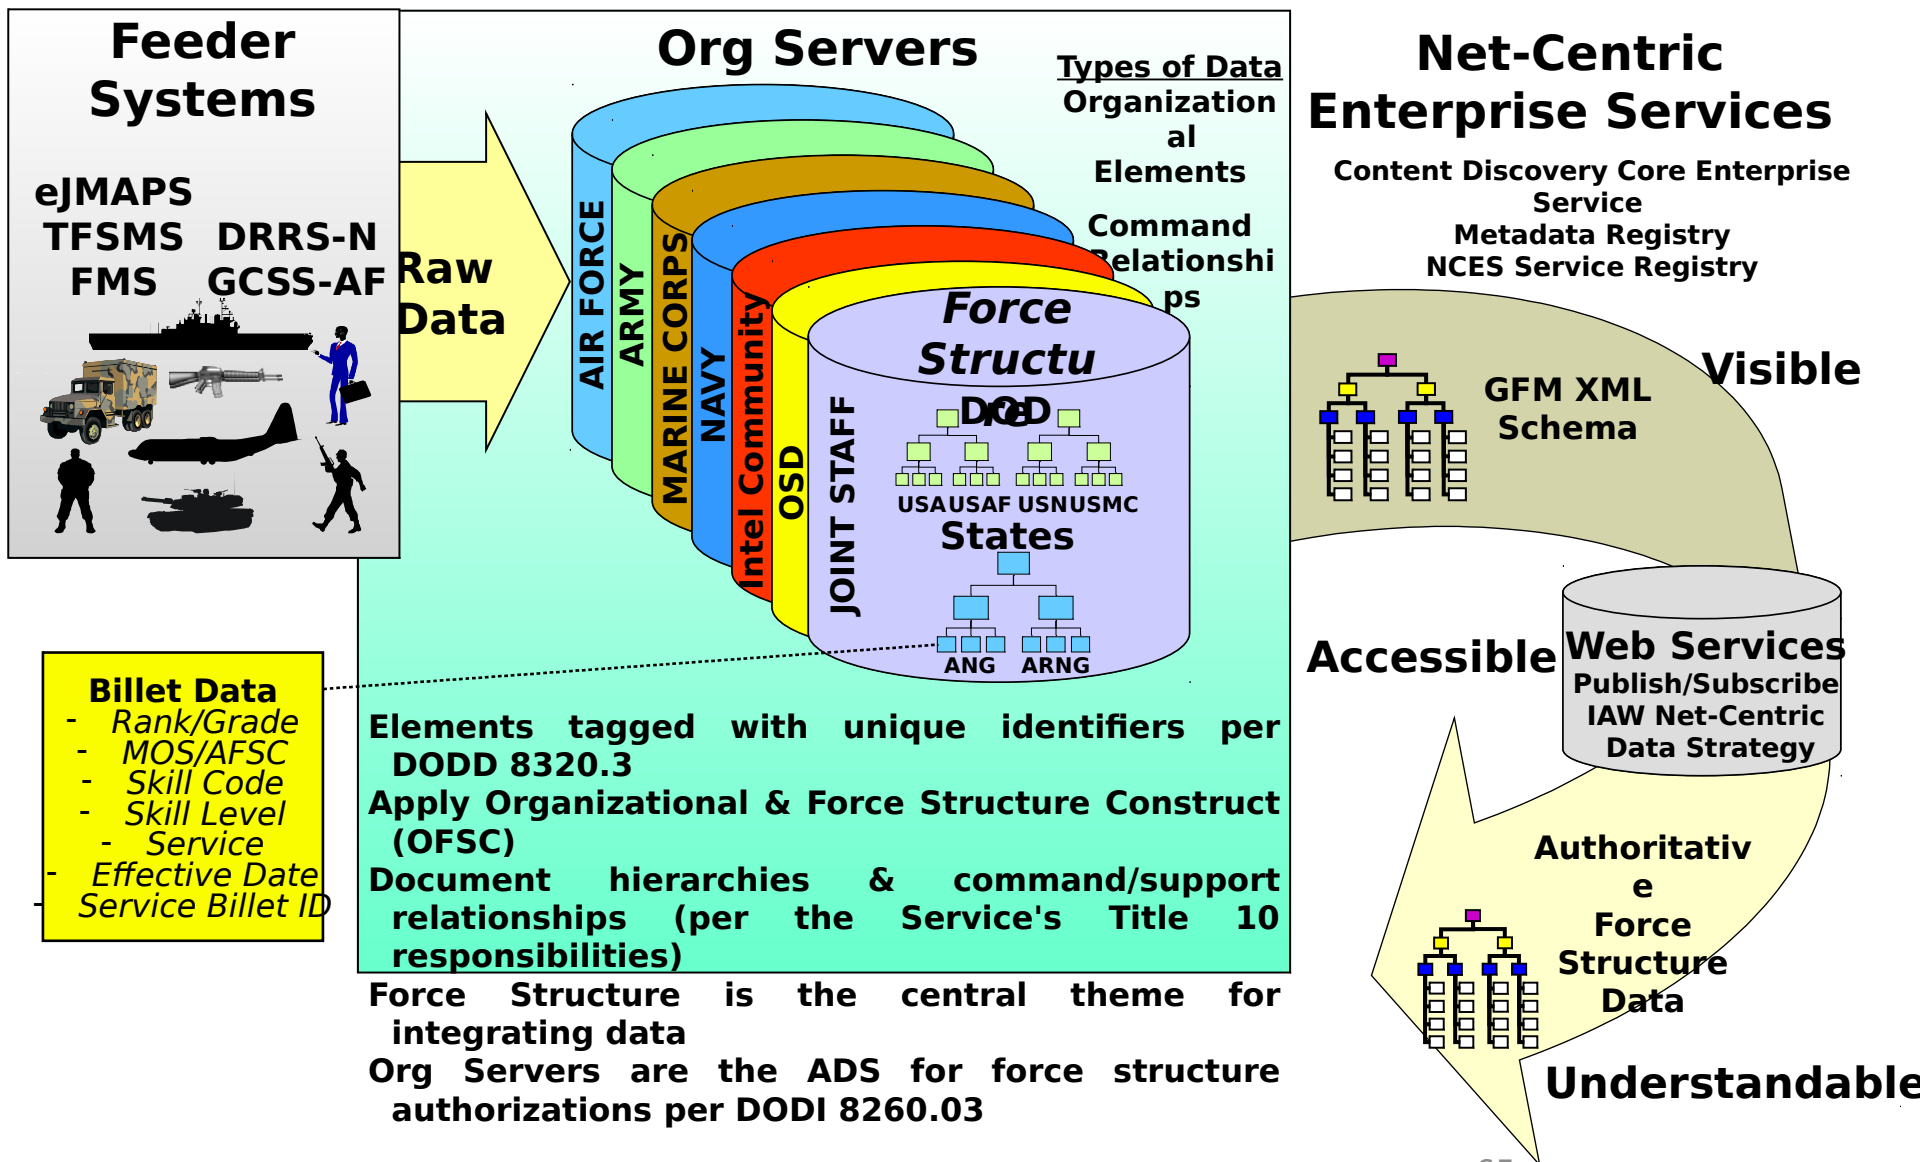 Feeder
Systems
eJMAPS
TFSMS DRRS-N
FMS GCSS-AF
Raw
Data
Org Servers
Types of Data
Organization
al
Elements
Command
Relationshi
ps
AIR FORCE
ARMY
MARINE CORPS
NAVY
Intel Community
OSD
JOINT STAFF
Force
Structu
re
DOD
USA USAF USN USMC
States
ANG ARNG
Billet Data
- Rank/Grade
- MOS/AFSC
- Skill Code
- Skill Level
- Service
- Effective Date
- Service Billet ID
Elements tagged with unique identifiers per
DODD 8320.3
Apply Organizational & Force Structure Construct
(OFSC)
Document hierarchies & command/support
relationships (per the Service's Title 10
responsibilities)
Force Structure is the central theme for
integrating data
Org Servers are the ADS for force structure
authorizations per DODI 8260.03
Net-Centric
Enterprise Services
Content Discovery Core Enterprise
Service
Metadata Registry
NCES Service Registry
Visible
GFM XML
Schema
Accessible
Web Services
Publish/Subscribe
IAW Net-Centric
Data Strategy
Authoritativ
e
Force
Structure
Data
Understandable